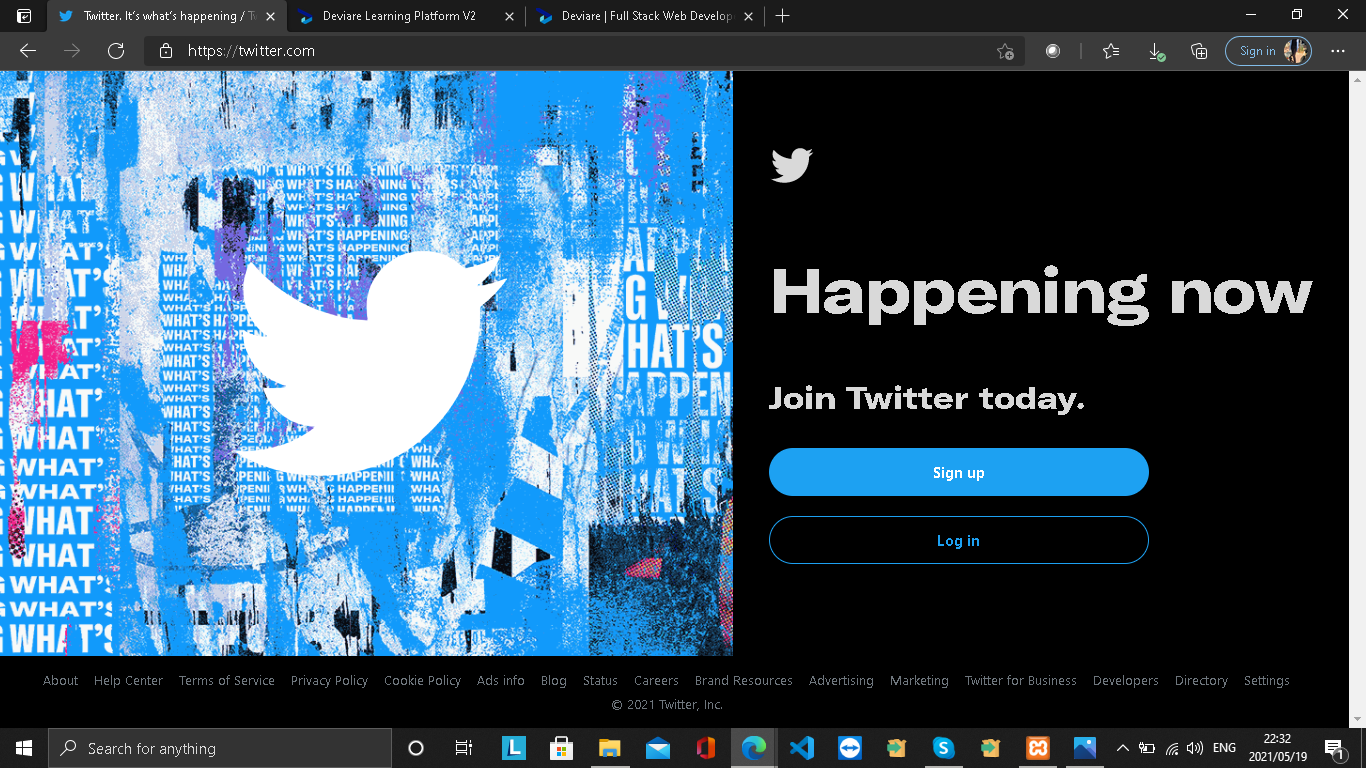 Twitter. It's what's happening / Tw
Deviare Learning Platform V2
Deviare | Full Stack Web Develop
https://twitter.com
Sign in
WHAT'S HAPPENING
Happening now
Join Twitter today.
Sign up
Log in
About Help Center Terms of Service Privacy Policy Cookie Policy Ads info Blog Status Careers Brand Resources Advertising Marketing Twitter for Business Developers Directory Settings
© 2021 Twitter, Inc.
Search for anything
L
ENG
22:32
2021/05/19
1